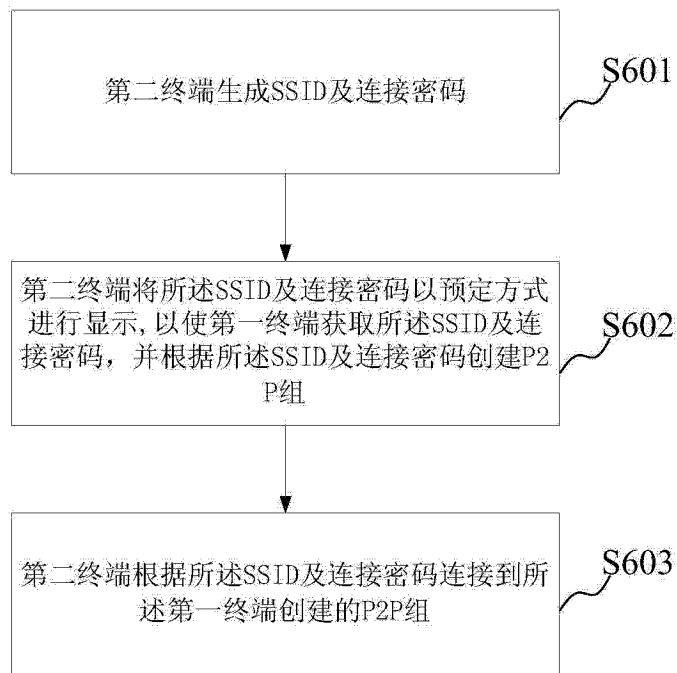 第二终端生成SSID及连接密码
S601
第二终端将所述SSID及连接密码以预定方式
进行显示,以使第一终端获取所述SSID及连
接密码，并根据所述SSID及连接密码创建P2
P组
S602
第二终端根据所述SSID及连接密码连接到所
述第一终端创建的P2P组
S603